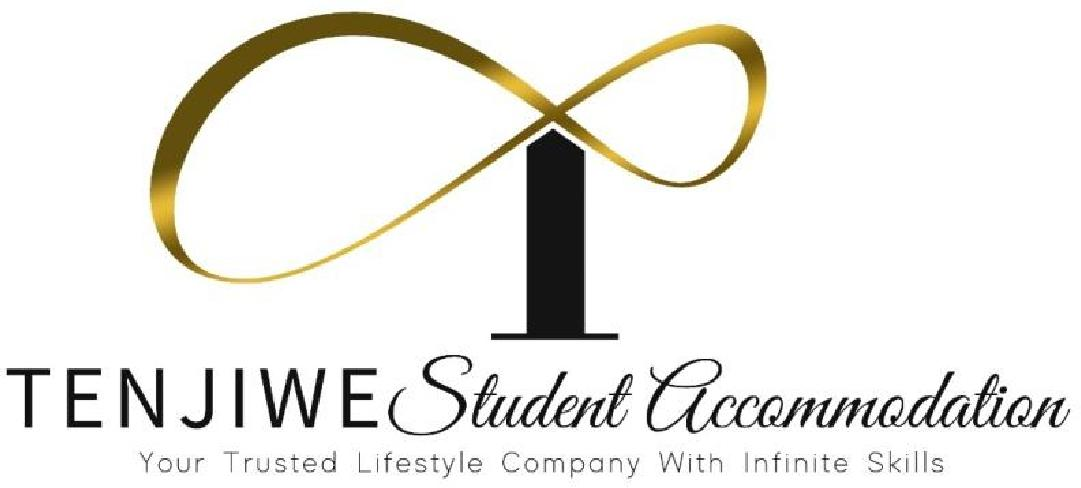 TENJIWE Student Accommodation
Your Trusted Lifestyle Company With Infinite Skills